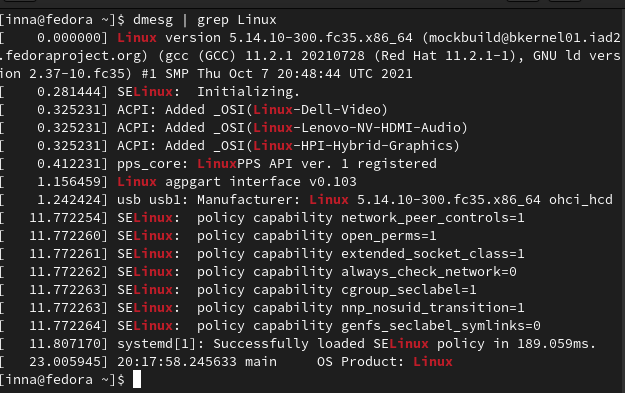 [inna@fedora ~]$ dmesg | grep Linux
[    0.000000] Linux version 5.14.10-300.fc35.x86_64 (mockbuild@bkernel01.iad2
.fedoraproject.org) (gcc (GCC) 11.2.1 20210728 (Red Hat 11.2.1-1), GNU ld vers
ion 2.37-10.fc35) #1 SMP Thu Oct 7 20:48:44 UTC 2021
[    0.281444] SELinux:  Initializing.
[    0.325231] ACPI: Added _OSI(Linux-Dell-Video)
[    0.325231] ACPI: Added _OSI(Linux-Lenovo-NV-HDMI-Audio)
[    0.325231] ACPI: Added _OSI(Linux-HPI-Hybrid-Graphics)
[    0.412231] pps_core: LinuxPPS API ver. 1 registered
[    1.156459] Linux agpgart interface v0.103
[    1.242424] usb usb1: Manufacturer: Linux 5.14.10-300.fc35.x86_64 ohci_hcd
[   11.772254] SELinux:  policy capability network_peer_controls=1
[   11.772260] SELinux:  policy capability open_perms=1
[   11.772261] SELinux:  policy capability extended_socket_class=1
[   11.772262] SELinux:  policy capability always_check_network=0
[   11.772263] SELinux:  policy capability cgroup_seclabel=1
[   11.772263] SELinux:  policy capability nnp_nosuid_transition=1
[   11.772264] SELinux:  policy capability genfs_seclabel_symlinks=0
[   11.807170] systemd[1]: Successfully loaded SELinux policy in 189.059ms.
[   23.005945] 20:17:58.245633 main     OS Product: Linux
[inna@fedora ~]$